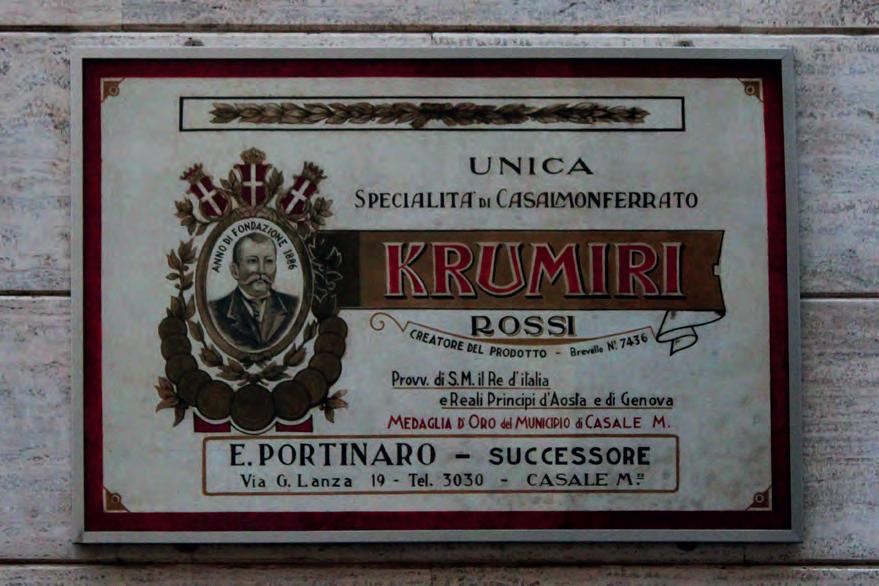 UNICA
SPECIALITA' DI CASALMONFERRATO
ANNO DI FONDAZIONE 1886
KRUMIRI
ROSSI
CREATORE DEL PRODOTTO - Brevetto N. 7436
Provv. di S.M. il Re d'italia
e Reali Principi d'Aosta e di Genova
MEDAGLIA D'ORO del MUNICIPIO di CASALE M.
E. PORTINARO - SUCCESSORE
Via G. Lanza 19 - Tel. 3030 - CASALE M.to